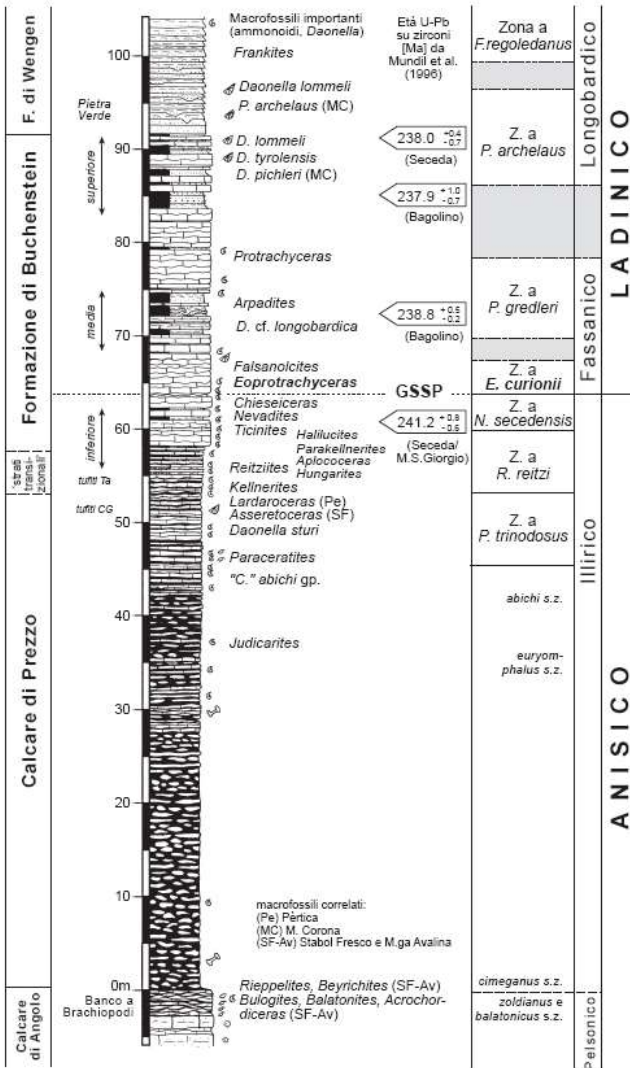 Macrofossili importanti
(ammonoidi, Daonella)
Età U-Pb
su zirconi
[Ma] da
Mundil et al.
(1996)
Zona a
F.regoledanus
F. di Wengen
100
Frankites
Daonella lommeli
P. archelaus (MC)
Pietra
Verde
D. lommeli
D. tyrolensis
D. pichleri (MC)
90
238.0 +0.4 -0.7
(Seceda)
237.9 +1.0 -0.7
(Bagolino)
Z. a
P. archelaus
Longobardico
LADINICO
superiore
Formazione di Buchenstein
80
Protrachyceras
Arpadites
D. cf. longobardica
media
70
238.8 +0.5 -0.2
(Bagolino)
Z. a
P. gredleri
Fassanico
Falsanolcites
Eoprotrachyceras
Z. a
E. curionii
GSSP
Chieseiceras
Nevadites
Ticinites
60
inferiore
241.2 +0.8 -0.6
(Seceda/
M.S.Giorgio)
Z. a
N. secedensis
Halilucites
Parakellnerites
Aplococeras
Hungarites
Reitziites
Kellnerites
Z. a
R. reitzi
'strati
transi-
zionali'
tufiti Ta
tufiti CG
Lardaroceras (Pe)
Asseretoceras (SF)
50
Daonella sturi
Z. a
P. trinodosus
Illirico
Paraceratites
"C." abichi gp.
40
abichi s.z.
Judicarites
euryom-
phalus s.z.
Calcare di Prezzo
30
20
10
ANISICO
macrofossili correlati:
(Pe) Pèrtica
(MC) M. Corona
(SF-Av) Stabol Fresco e M.ga Avalina
0m
Rieppelites, Beyrichites (SF-Av)
Bulogites, Balatonites, Acrochor-
diceras (SF-Av)
cimeganus s.z.
Banco a
Brachiopodi
zoldianus e
balatonicus s.z.
Calcare
di Angolo
Pelsonico